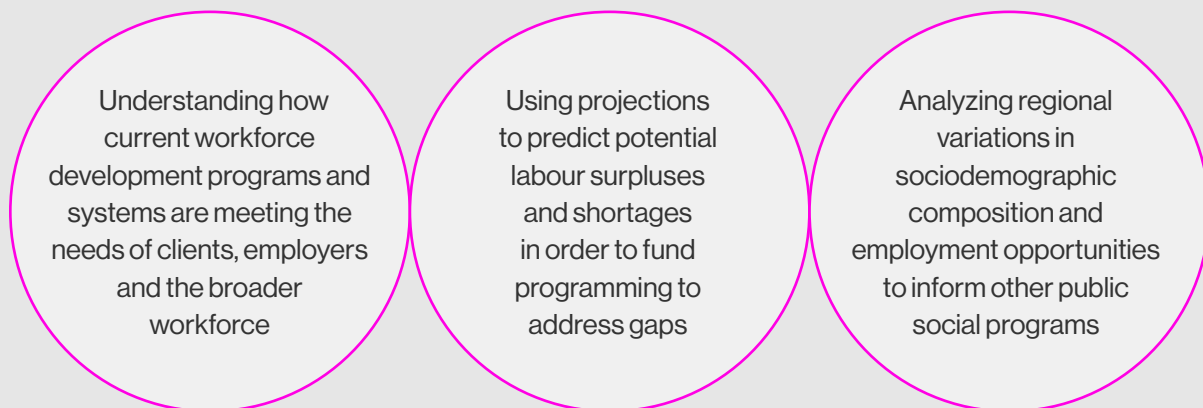 Understanding how
current workforce
development programs and
systems are meeting the
needs of clients, employers
and the broader
workforce
Using projections
to predict potential
labour surpluses
and shortages
in order to fund
programming to
address gaps
Analyzing regional
variations in
sociodemographic
composition and
employment opportunities
to inform other public
social programs